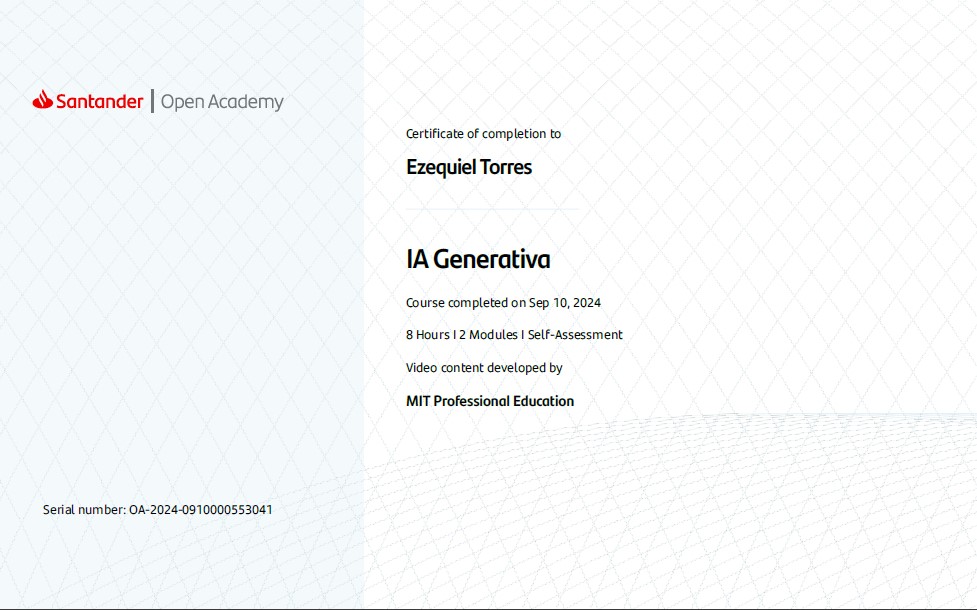 Santander | Open Academy
Certificate of completion to
Ezequiel Torres
IA Generativa
Course completed on Sep 10, 2024
8 Hours I 2 Modules I Self-Assessment
Video content developed by
MIT Professional Education
Serial number: OA-2024-0910000553041